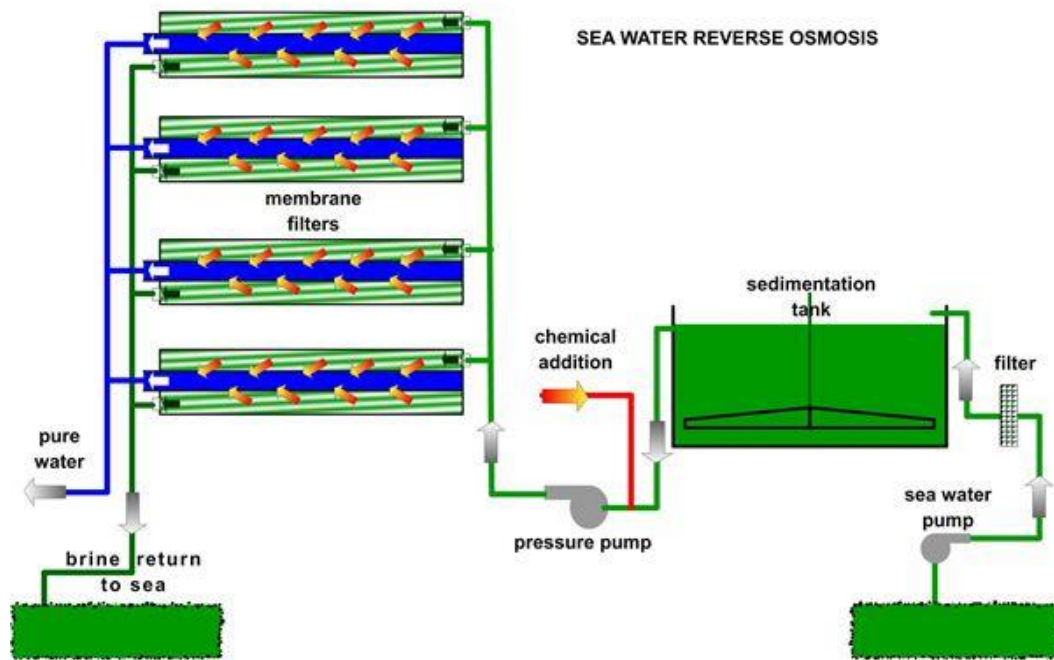 SEA WATER REVERSE OSMOSIS
membrane
filters
sedimentation
tank
chemical
addition
filter
pure
water
sea water
pump
pressure pump
brine return
to sea